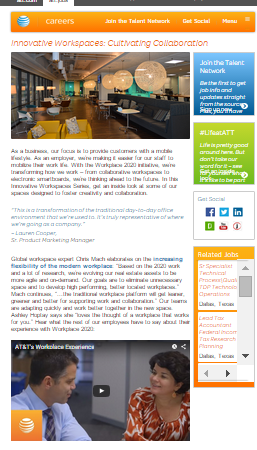 att.com
att.jobs
careers
Join the Talent Network
Get Social
Menu
Innovative Workspaces: Cultivating Collaboration
As a business, our focus is to provide customers with a mobile
lifestyle. As an employer, we're making it easier for our staff to
mobilize their work life. With the Workplace 2020 initiative, we're
transforming how we work – from collaborative workspaces to
electronic smartboards, we're thinking ahead to the future. In this
Innovative Workspaces Series, get an inside look at some of our
spaces designed to foster creativity and collaboration.
"This is a transformation of the traditional day-to-day office
environment that we're used to. It's truly representative of where
we're going as a company."
– Lauren Cooper,
Sr. Product Marketing Manager
Global workspace expert Chris Mach elaborates on the increasing
flexibility of the modern workplace. "Based on the 2020 work
and a lot of research, we're evolving our real estate assets to be
more agile and on-demand. Our goals are to eliminate unnecessary
space and to develop high performing, better located workplaces."
Mach continues, "... the traditional workplace platform will get leaner,
greener and better for supporting work and collaboration." Our teams
are adapting quickly and work better together in the new space.
Ashley Huplay says she "loves the thought of a workplace that works
for you." Hear what the rest of our employees have to say about their
experience with Workplace 2020.
AT&T's Workplace Experience
Join the Talent
Network
Be the first to get
job info and
updates straight
from the source.
#LifeatATT
Life is pretty good
around here. But
don't take our
word for it – see
Get Social
Related Jobs
Sr Specialist
Technical
Process/Quality
TDP Technology
Operations
Dallas, Texas
Lead Tax
Accountant
Federal Income
Tax Research
Planning
Dallas, Texas